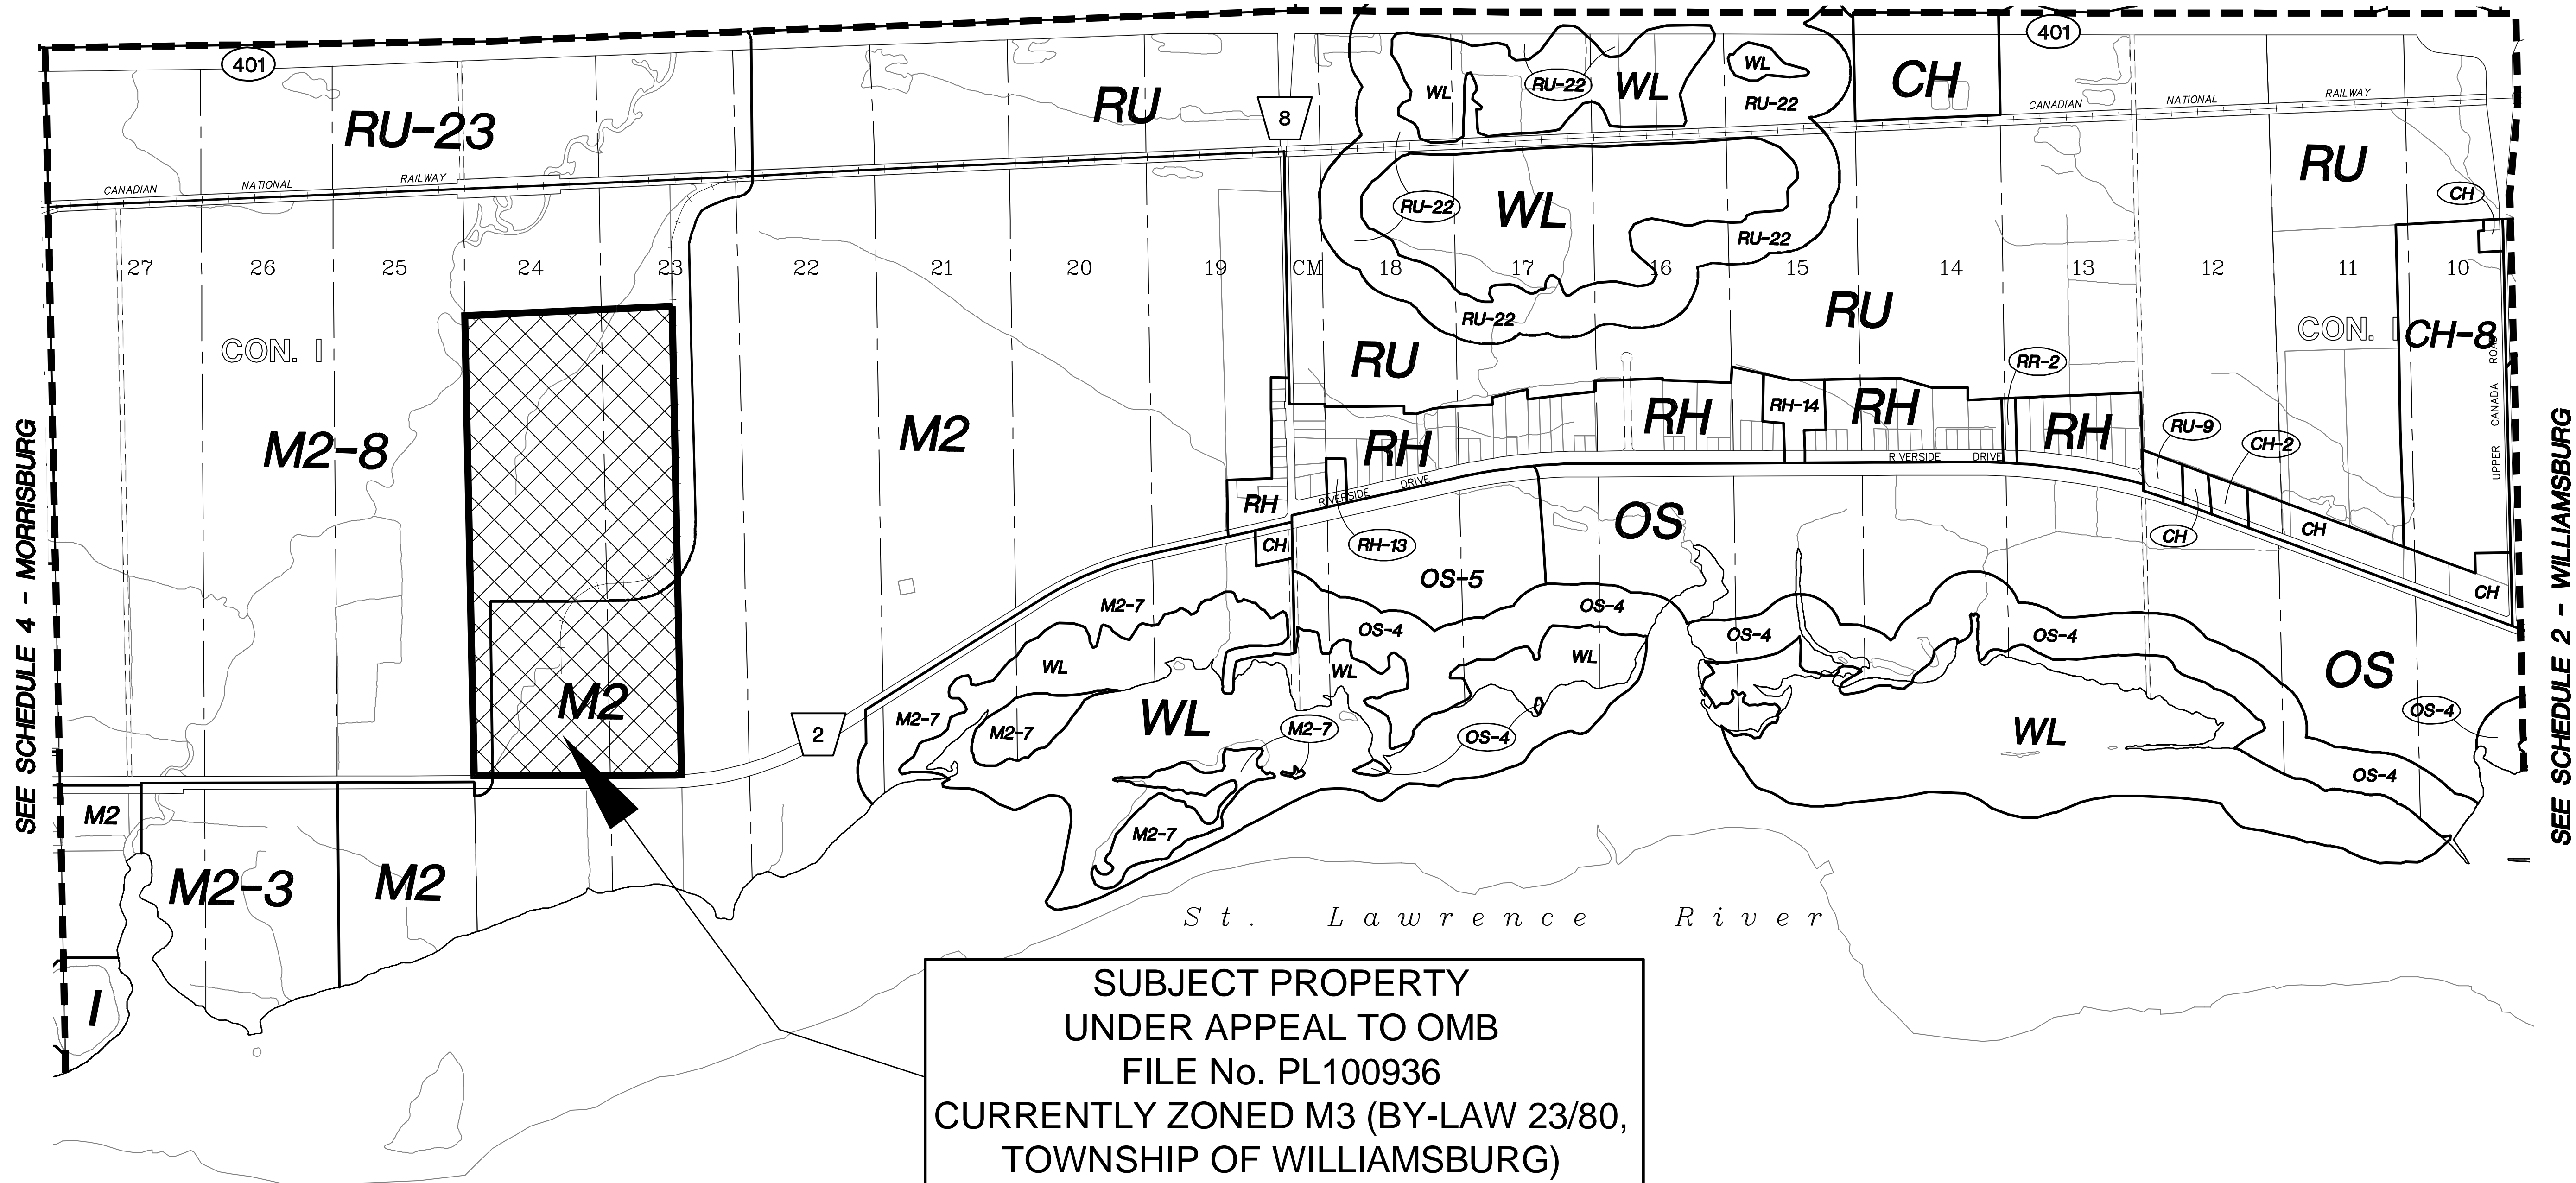 401
401
RU-23
RU
8
WL
RU-22
WL
WL
RU-22
CH
CANADIAN NATIONAL RAILWAY
CANADIAN NATIONAL RAILWAY
RU
CH
RU-22
WL
RU-22
27 26 25 24 23 22 21 20 19 CM 18 17 16 15 14 13 12 11 10
RU-22
RU
CON. I
CON. I
CH-8
UPPER CANADA ROAD
RU
RR-2
M2-8
M2
RH
RH
RH-14
RH
RH
RU-9
CH-2
RIVERSIDE DRIVE
RIVERSIDE DRIVE
RH
CH
RH-13
OS
CH
CH
CH
OS-5
M2-7
OS-4
OS-4
OS-4
OS-4
WL
WL
WL
OS
M2
M2-7
M2-7
WL
M2-7
OS-4
WL
OS-4
2
OS-4
M2
M2-7
M2-3
M2
I
St. Lawrence River
SEE SCHEDULE 4 - MORRISBURG
SEE SCHEDULE 2 - WILLIAMSBURG
SUBJECT PROPERTY
UNDER APPEAL TO OMB
FILE No. PL100936
CURRENTLY ZONED M3 (BY-LAW 23/80,
TOWNSHIP OF WILLIAMSBURG)